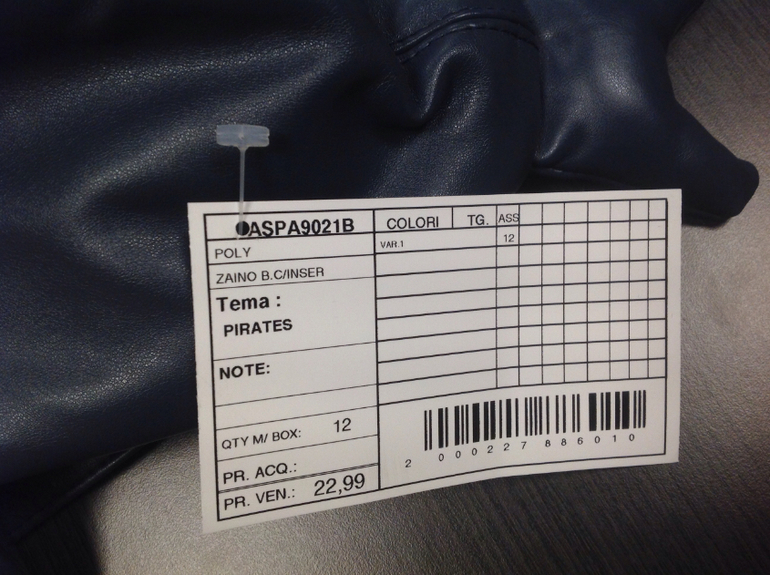 ASPA9021B COLORI TG. ASS
POLY VAR.1 12
ZAINO B.C/INSER
Tema :
PIRATES
NOTE:
QTY M/ BOX: 12
PR. ACQ.:
PR. VEN.: 22,99
2 000227 886010